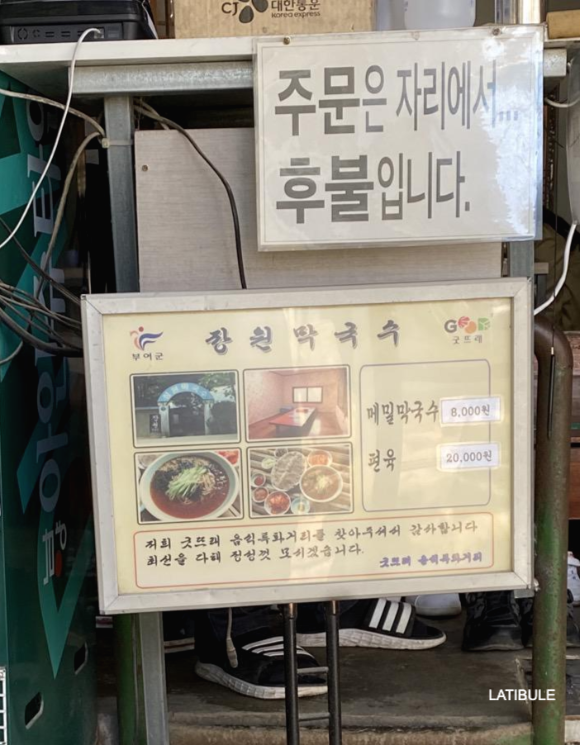 CJ 대한통운
Korea express
주문은 자리에서...
후불입니다.
부여군
장원막국수
GOOD
굿뜨래
메밀막국수 8,000원
편육 20,000원
저희 굿뜨래 음식특화거리를 찾아주셔서 감사합니다
최선을 다해 정성껏 모시겠습니다.
굿뜨래 음식특화거리
LATIBULE